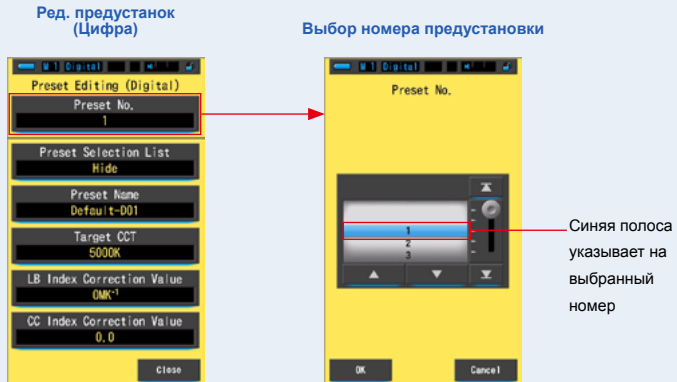 Ред. предустанок
(Цифра)
M 1 Digital
Preset Editing (Digital)
Preset No.
1
Preset Selection List
Hide
Preset Name
Default-D01
Target CCT
5000K
LB Index Correction Value
0MK⁻¹
CC Index Correction Value
0.0
Close
Выбор номера предустановки
M 1 Digital
Preset No.
1
2
3
OK
Cancel
Синяя полоса
указывает на
выбранный
номер